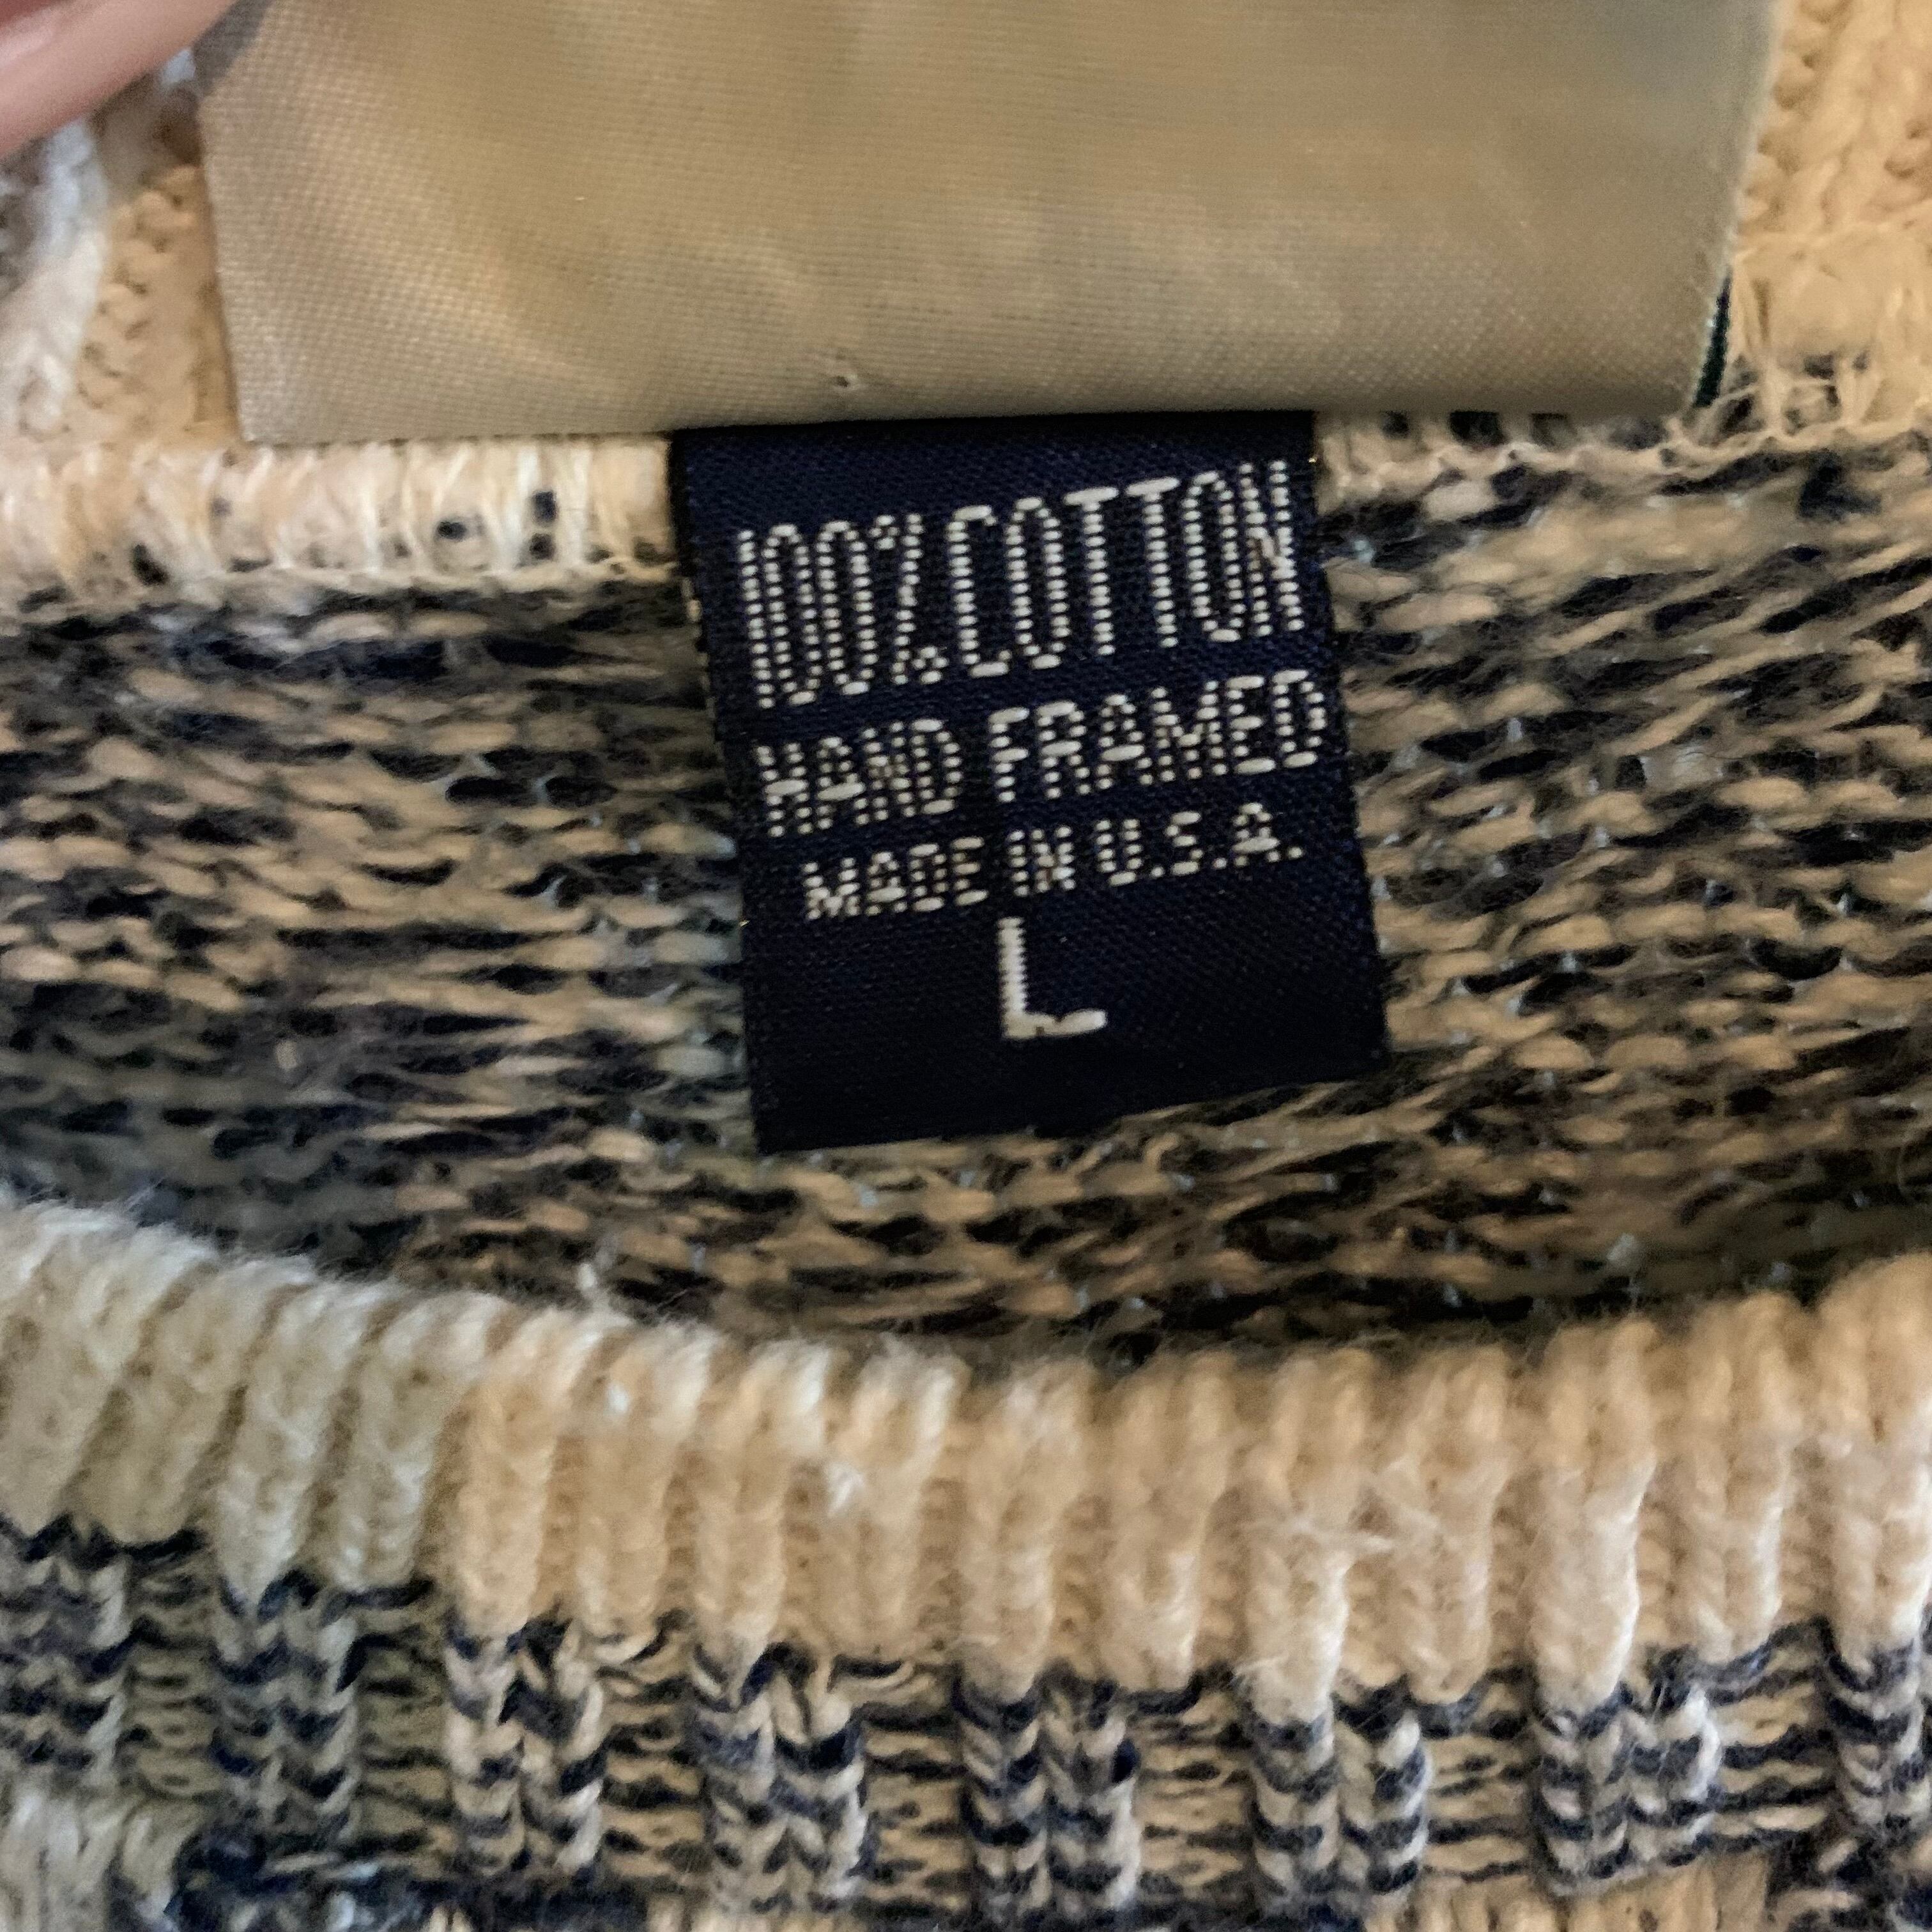 100% COTTON
HAND FRAMED
MADE IN U.S.A.
L